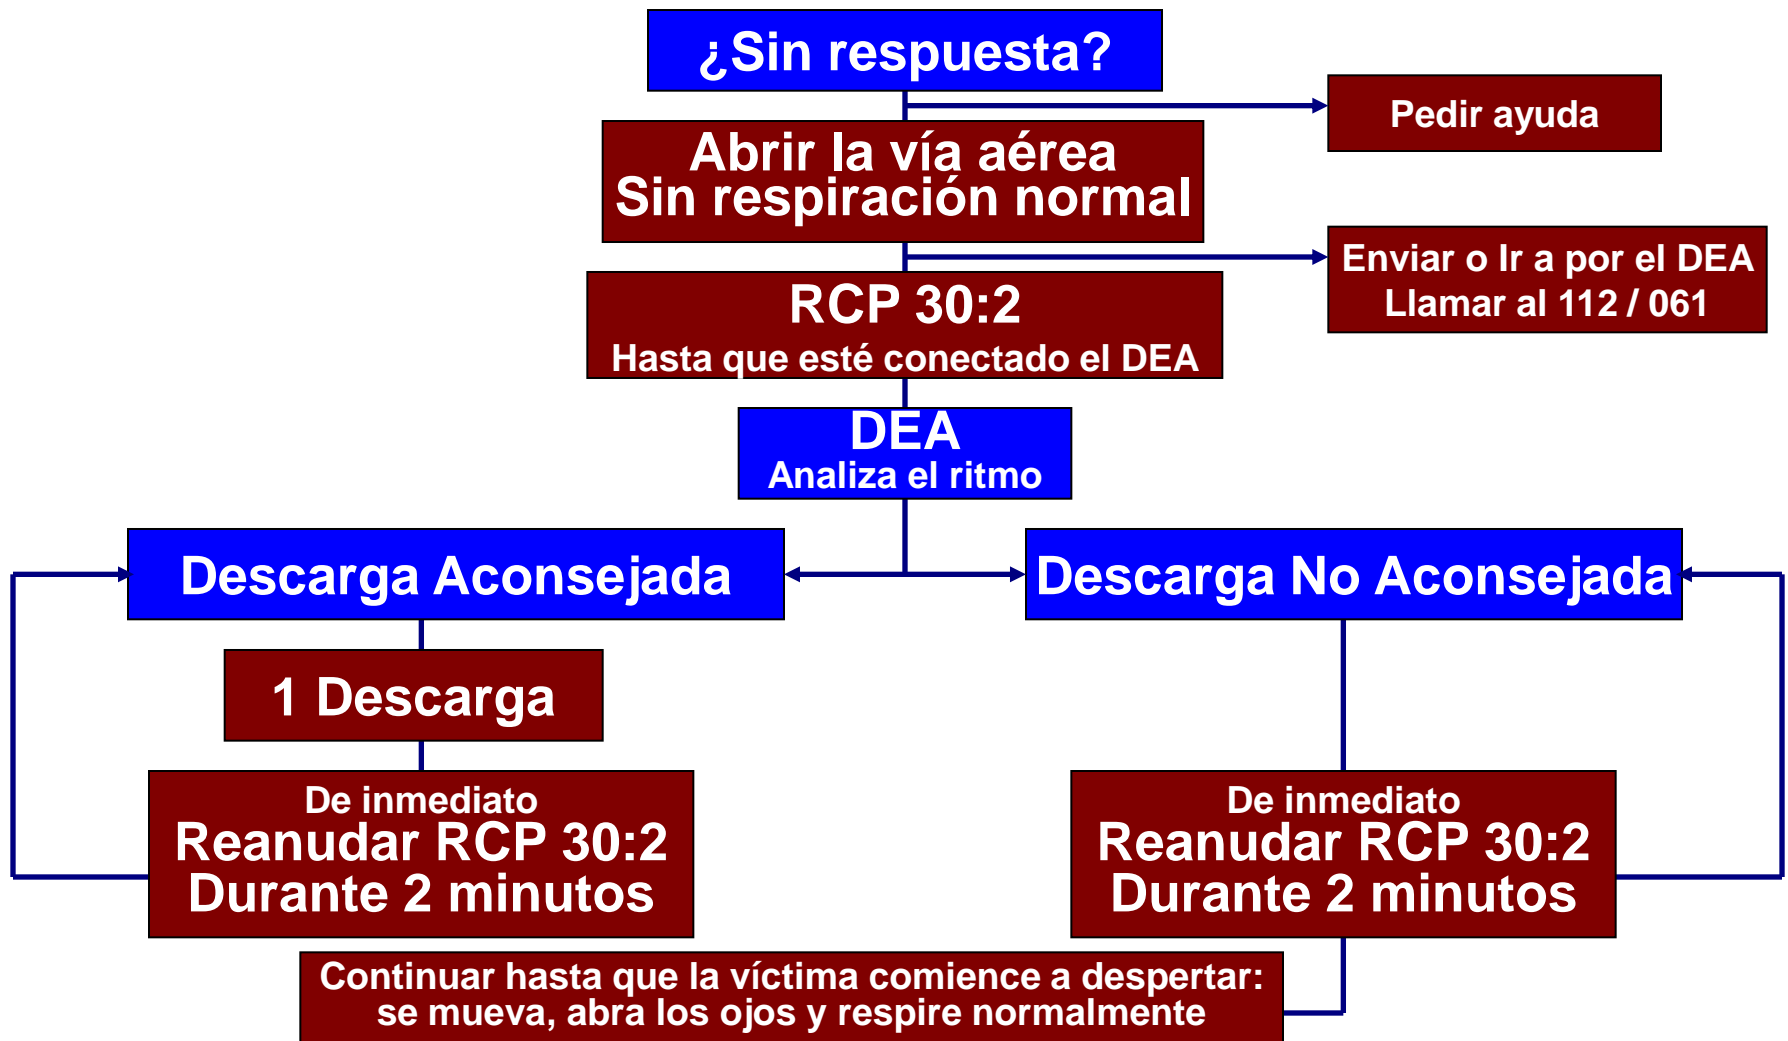 ¿Sin respuesta?
Pedir ayuda
Abrir la vía aérea
Sin respiración normal
Enviar o Ir a por el DEA
Llamar al 112 / 061
RCP 30:2
Hasta que esté conectado el DEA
DEA
Analiza el ritmo
Descarga Aconsejada
Descarga No Aconsejada
1 Descarga
De inmediato
Reanudar RCP 30:2
Durante 2 minutos
De inmediato
Reanudar RCP 30:2
Durante 2 minutos
Continuar hasta que la víctima comience a despertar:
se mueva, abra los ojos y respire normalmente